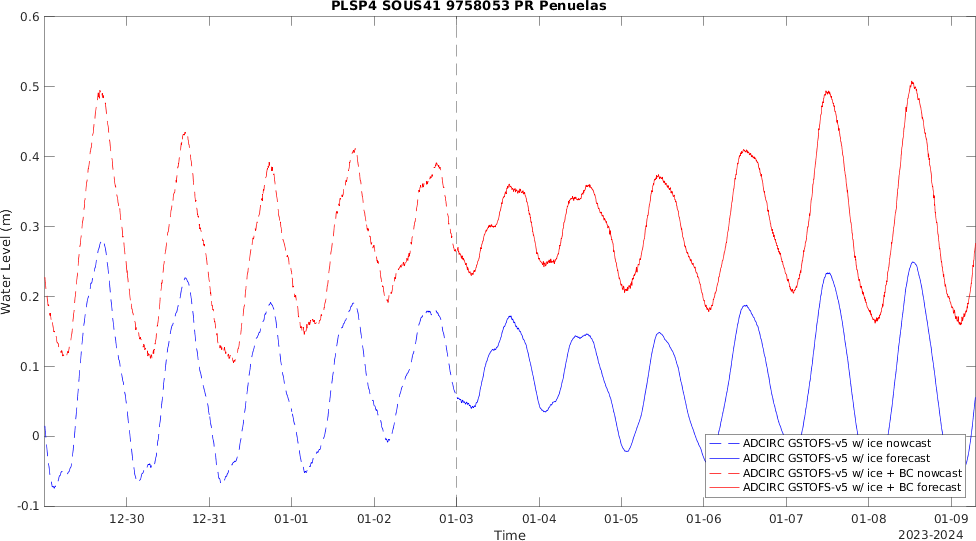 PLSP4 SOUS41 9758053 PR Penuelas
0.6
0.5
0.4
0.3
0.2
0.1
0
-0.1
Water Level (m)
ADCIRC GSTOFS-v5 w/ ice nowcast
ADCIRC GSTOFS-v5 w/ ice forecast
ADCIRC GSTOFS-v5 w/ ice + BC nowcast
ADCIRC GSTOFS-v5 w/ ice + BC forecast
12-30 12-31 01-01 01-02 01-03 01-04 01-05 01-06 01-07 01-08 01-09
Time
2023-2024